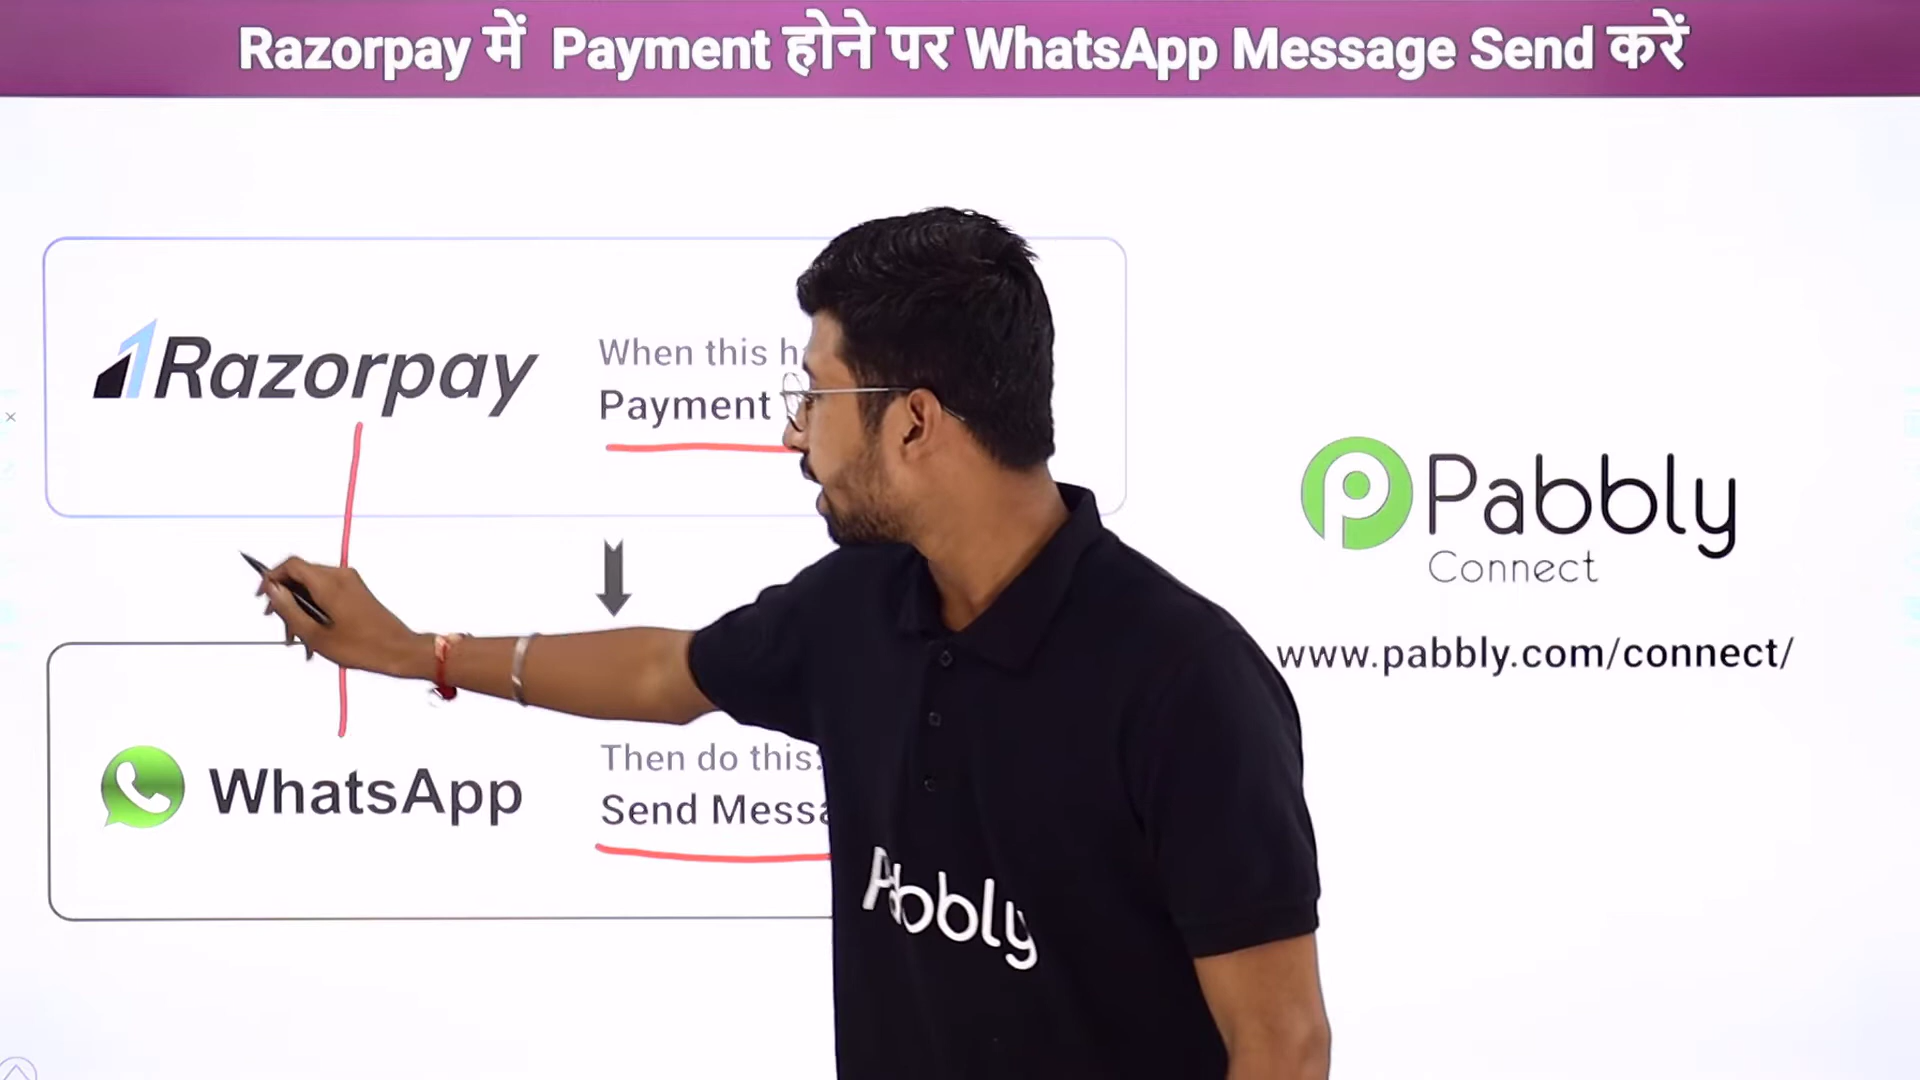 Razorpay में Payment होने पर WhatsApp Message Send करें
Razorpay
When this
Payment
WhatsApp
Then do this:
Send
Pabbly
Connect
www.pabbly.com/connect/
Pabbly